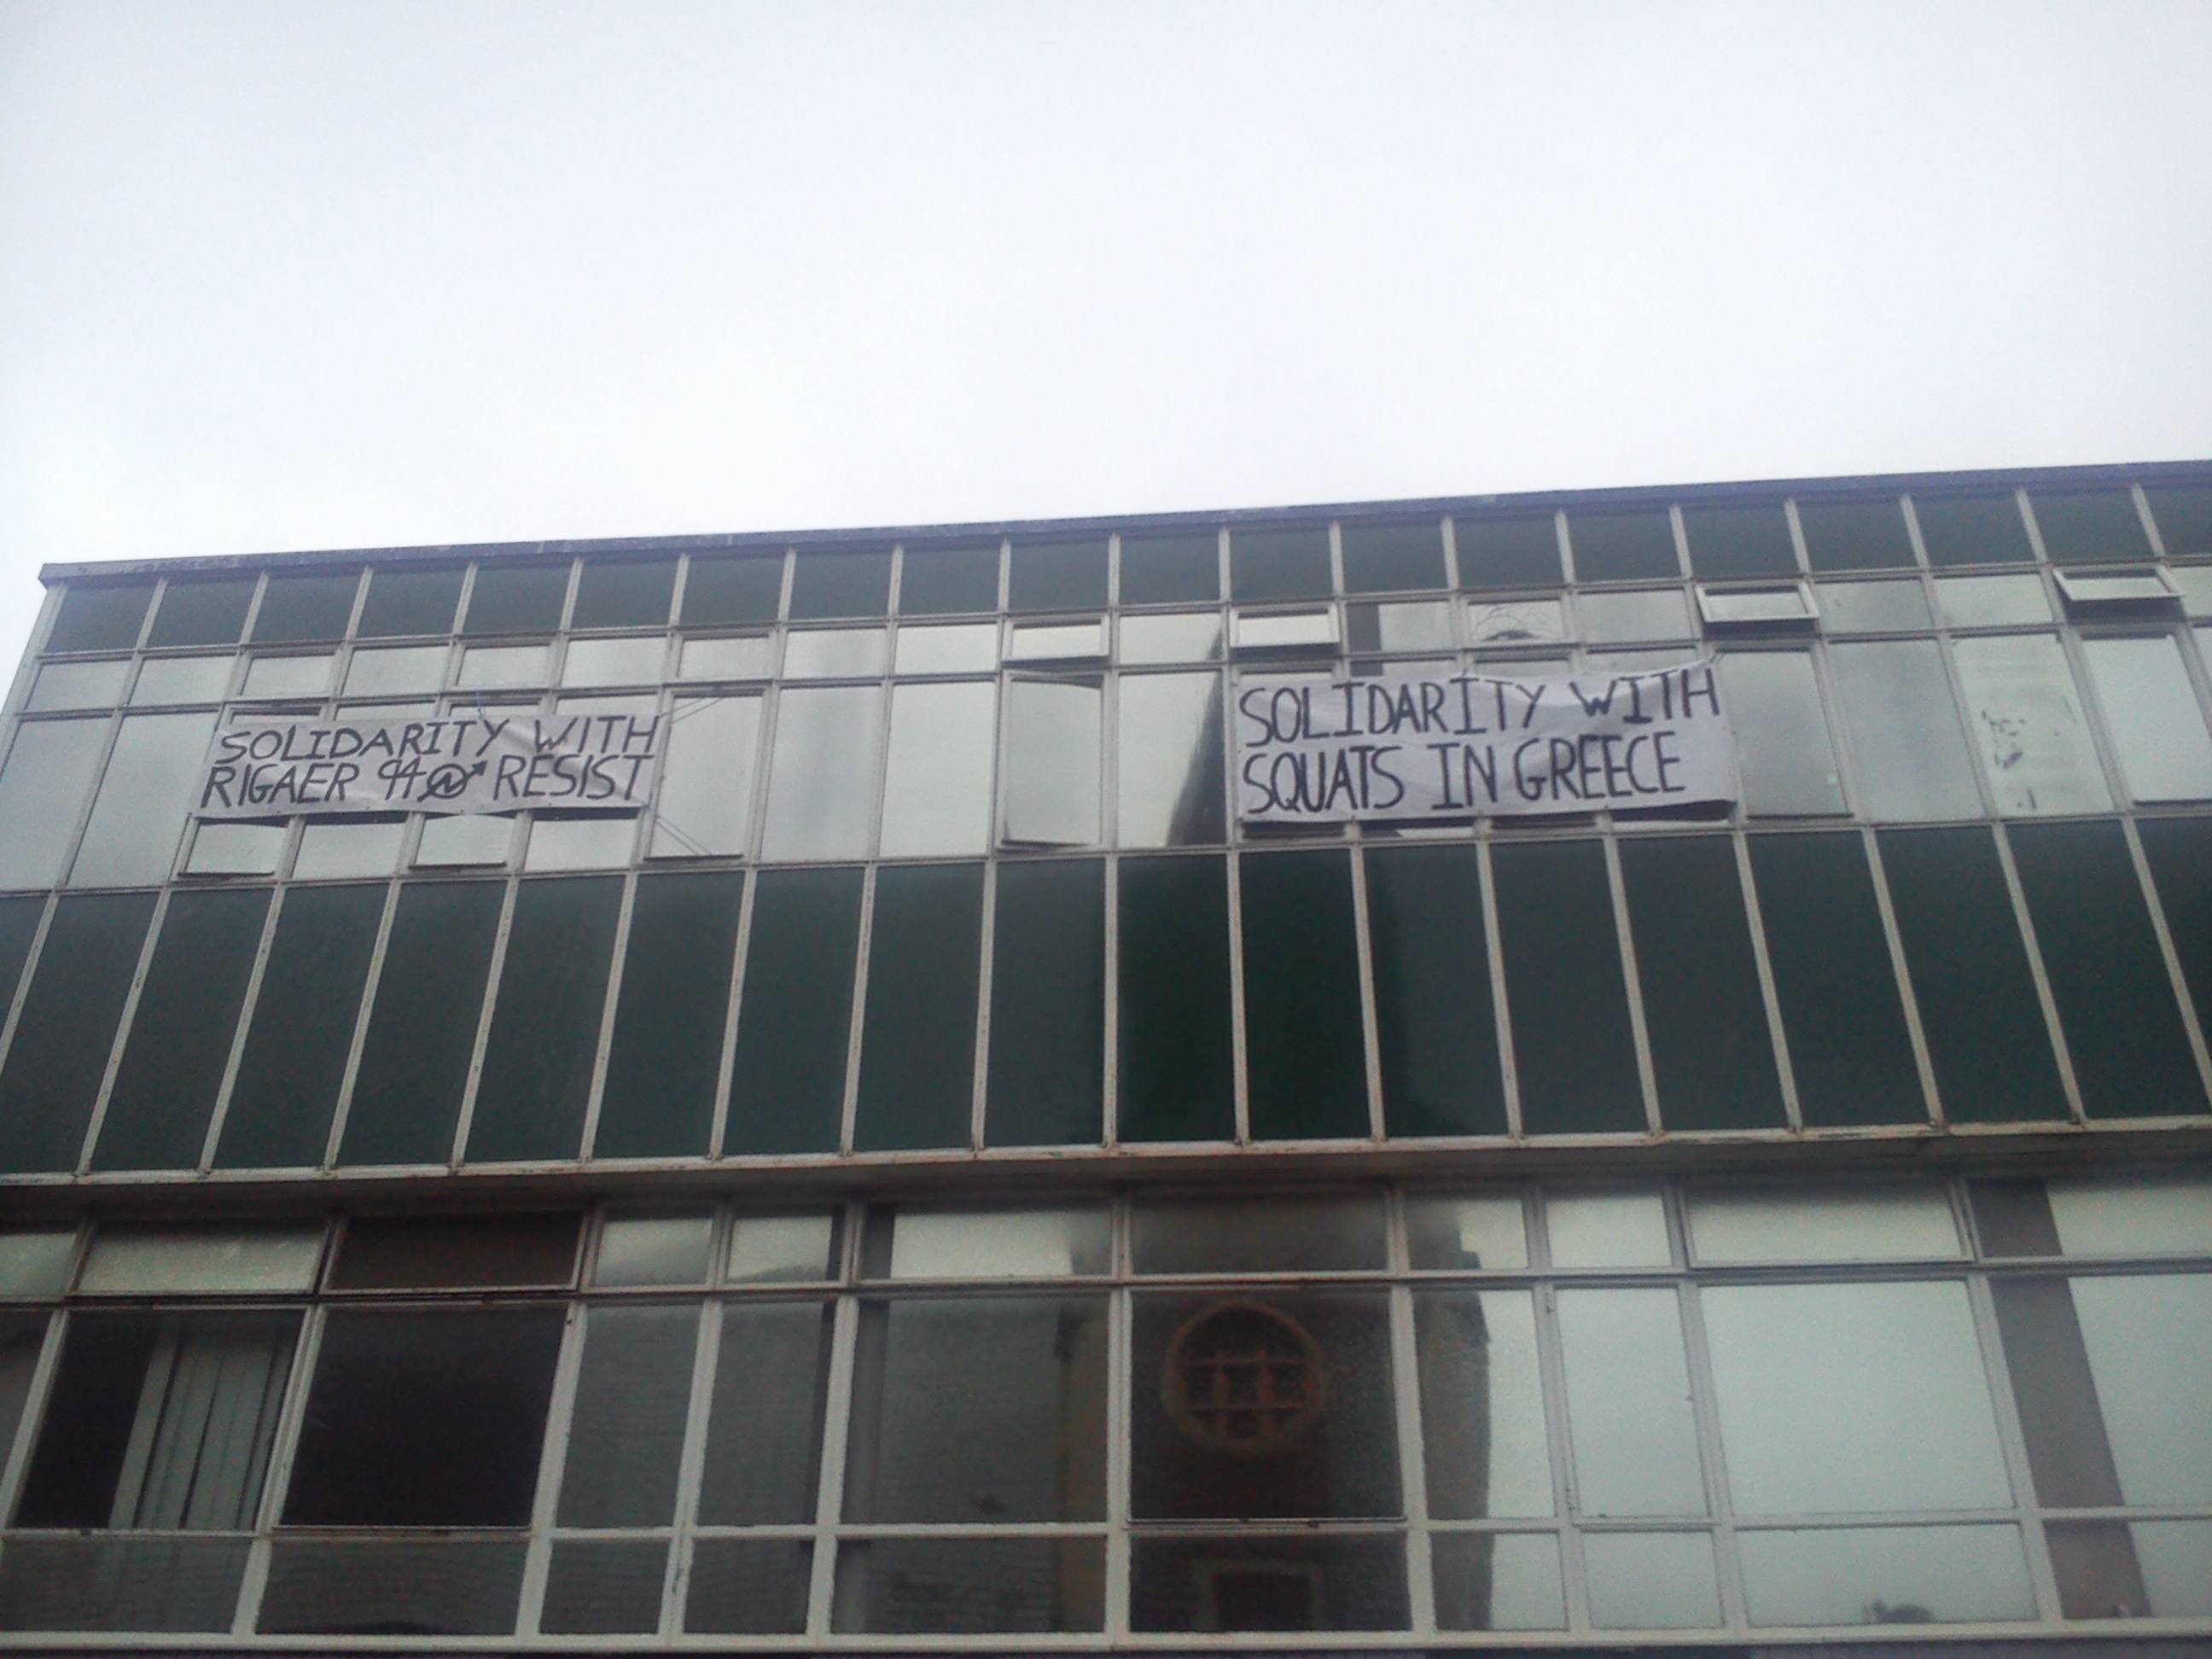 SOLIDARITY WITH
RIGAER 94 RESIST
SOLIDARITY WITH
SQUATS IN GREECE